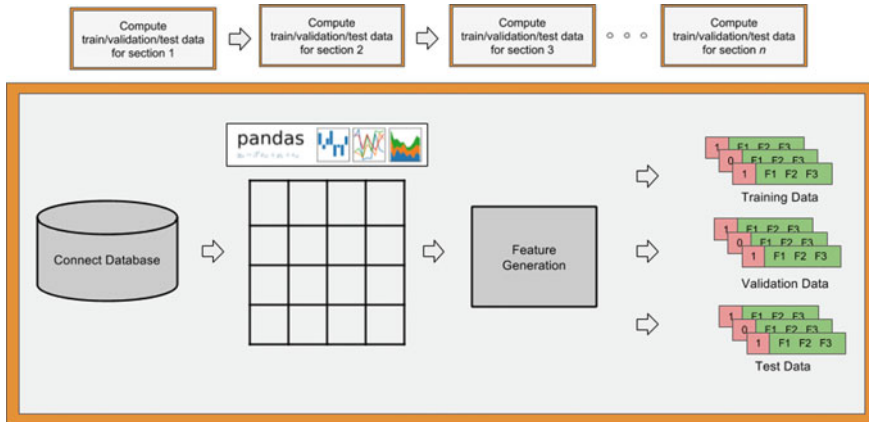 Compute
train/validation/test data
for section 1
Compute
train/validation/test data
for section 2
Compute
train/validation/test data
for section 3
Compute
train/validation/test data
for section n
pandas
Connect Database
Feature
Generation
1 F1 F2 F3
0 F1 F2 F3
1 F1 F2 F3
Training Data
1 F1 F2 F3
0 F1 F2 F3
1 F1 F2 F3
Validation Data
1 F1 F2 F3
0 F1 F2 F3
1 F1 F2 F3
Test Data